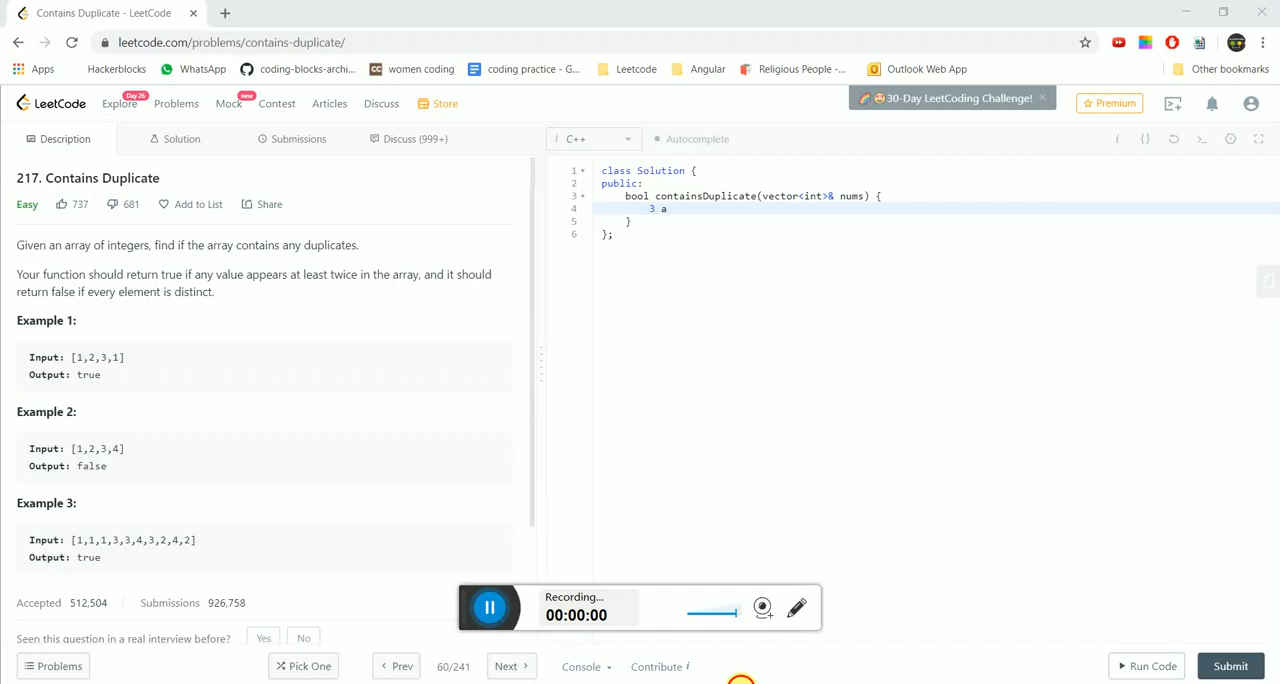 Contains Duplicate - LeetCode
leetcode.com/problems/contains-duplicate/
Apps Hackerblocks WhatsApp coding-blocks-archi... CC women coding coding practice - G... Leetcode Angular Religious People -... Outlook Web App Other bookmarks
LeetCode Explore Day 26 Problems Mock new Contest Articles Discuss Store 30-Day LeetCoding Challenge! Premium
Description Solution Submissions Discuss (999+) i C++ Autocomplete
217. Contains Duplicate
Easy 737 681 Add to List Share
Given an array of integers, find if the array contains any duplicates.
Your function should return true if any value appears at least twice in the array, and it should
return false if every element is distinct.
Example 1:
Input: [1,2,3,1]
Output: true
Example 2:
Input: [1,2,3,4]
Output: false
Example 3:
Input: [1,1,1,3,3,4,3,2,4,2]
Output: true
Accepted 512,504 Submissions 926,758
Seen this question in a real interview before? Yes No
1 class Solution {
2 public:
3 bool containsDuplicate(vector<int>& nums) {
4 3 a
5 }
6 };
Recording...
00:00:00
Problems Pick One Prev 60/241 Next Console Contribute i Run Code Submit